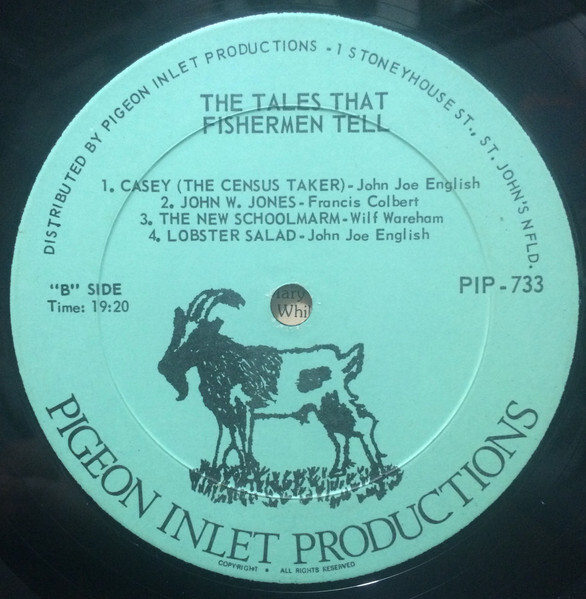 DISTRIBUTED BY PIGEON INLET PRODUCTIONS - 1 STONEYHOUSE ST., ST. JOHN'S NFLD.
THE TALES THAT
FISHERMEN TELL
1. CASEY (THE CENSUS TAKER) - John Joe English
2. JOHN W. JONES - Francis Colbert
3. THE NEW SCHOOLMARM - Wilf Wareham
4. LOBSTER SALAD - John Joe English
"B" SIDE
Time: 19:20
PIP - 733
PIGEON INLET PRODUCTIONS
COPYRIGHT • ALL RIGHTS RESERVED